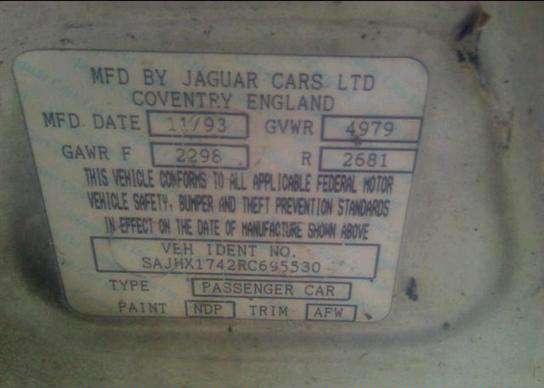 MFD BY JAGUAR CARS LTD
COVENTRY ENGLAND
MFD DATE 11/93 GVWR 4979
GAWR F 2298 R 2681
THIS VEHICLE CONFORMS TO ALL APPLICABLE FEDERAL MOTOR
VEHICLE SAFETY, BUMPER AND THEFT PREVENTION STANDARDS
IN EFFECT ON THE DATE OF MANUFACTURE SHOWN ABOVE
VEH IDENT NO.
SAJHX1742RC695530
TYPE PASSENGER CAR
PAINT NDP TRIM AFW